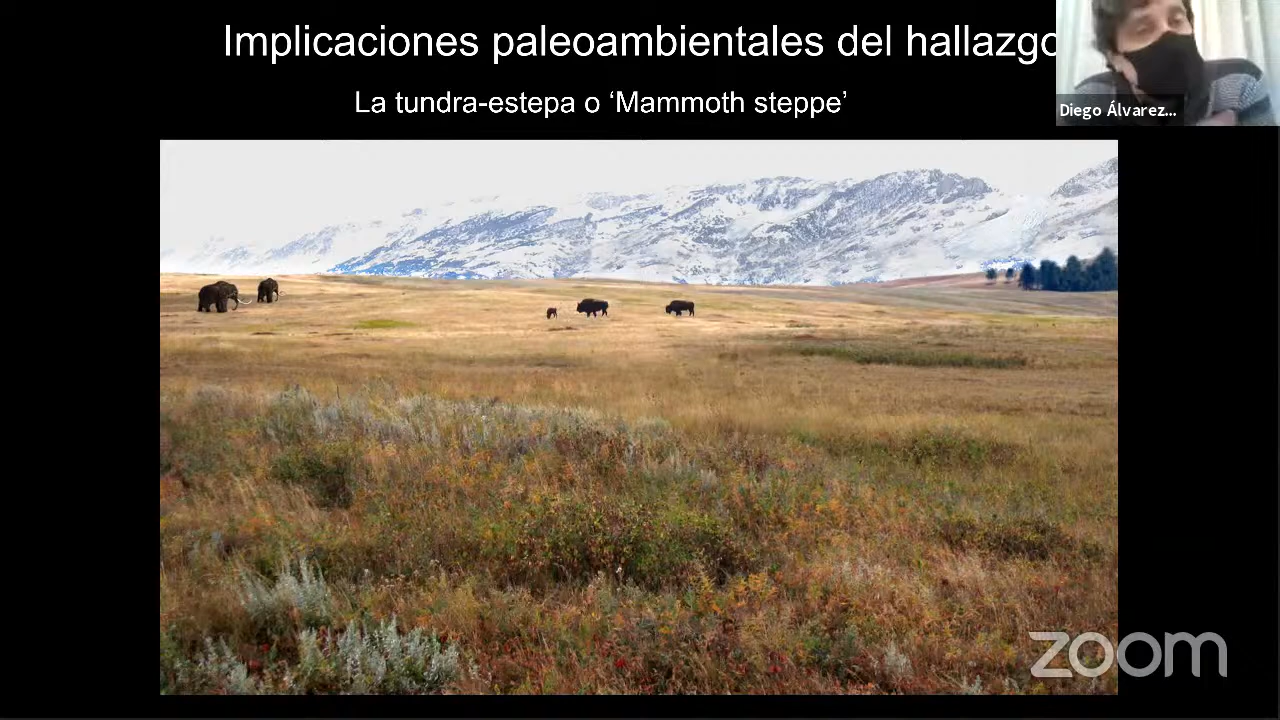 Implicaciones paleoambientales del hallazgo
La tundra-estepa o ‘Mammoth steppe’
Diego Álvarez...
zoom